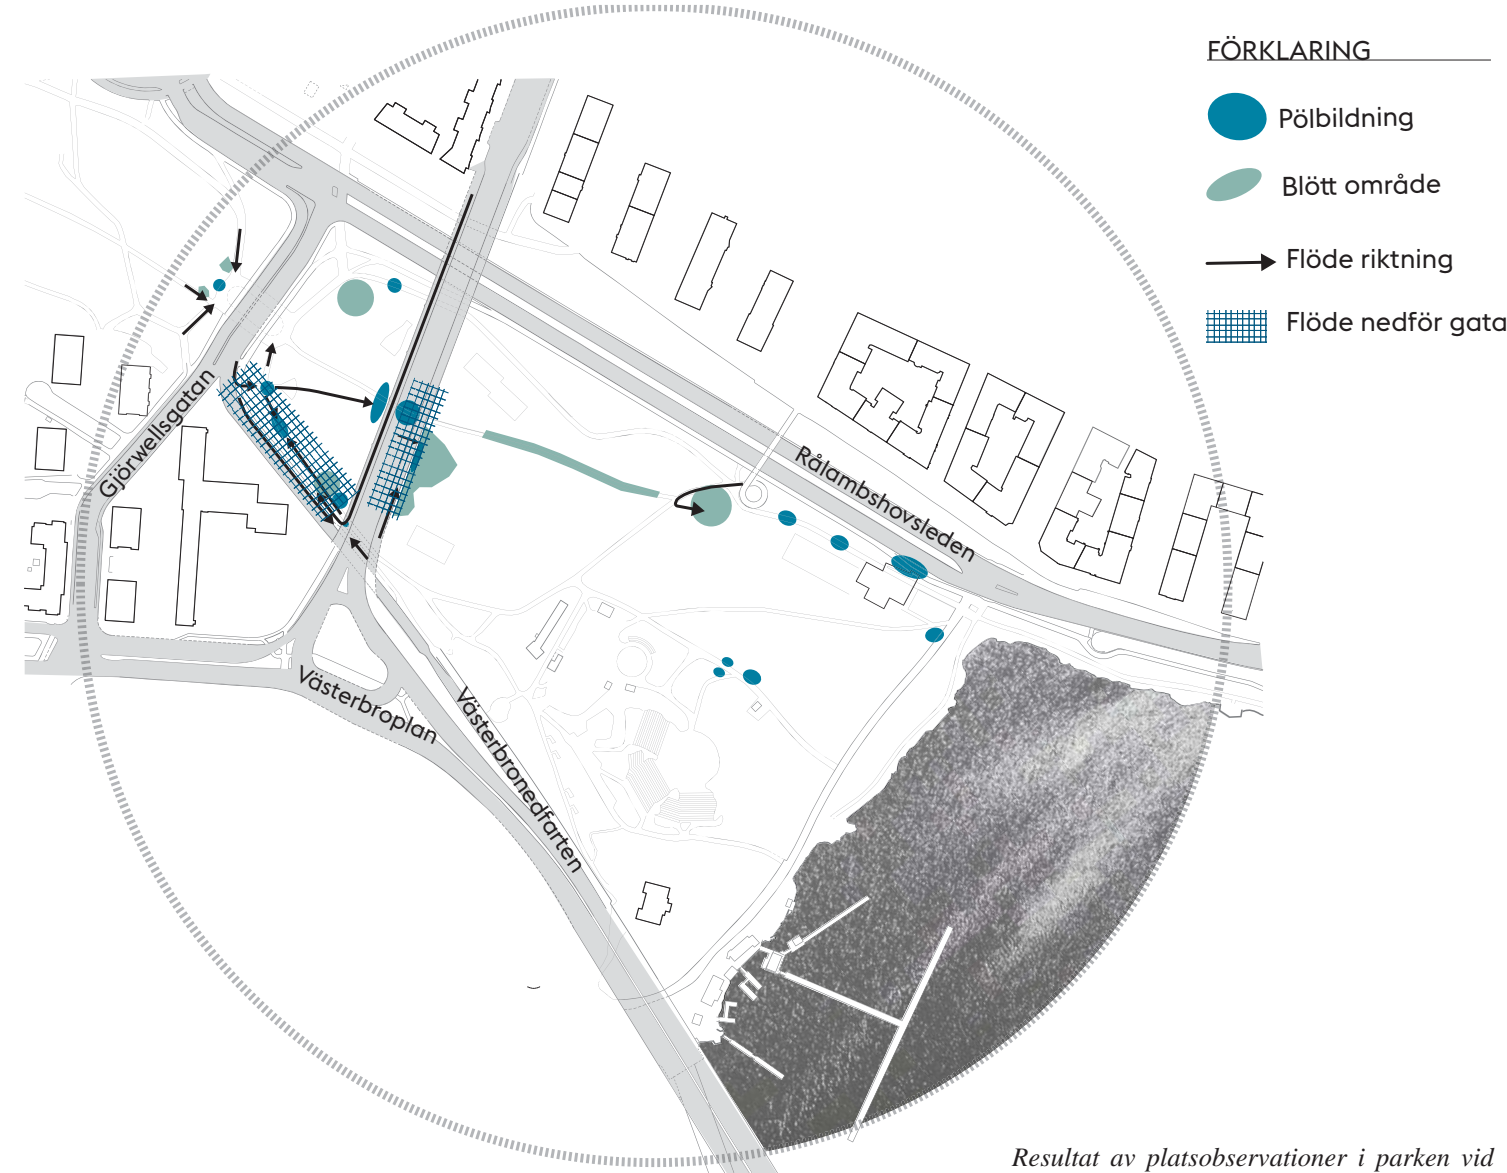 FÖRKLARING
Pölbildning
Blött område
Flöde riktning
Flöde nedför gata
Gjörwellsgatan
Rålambshovsleden
Västerbroplan
Västerbronedfarten
Resultat av platsobservationer i parken vid